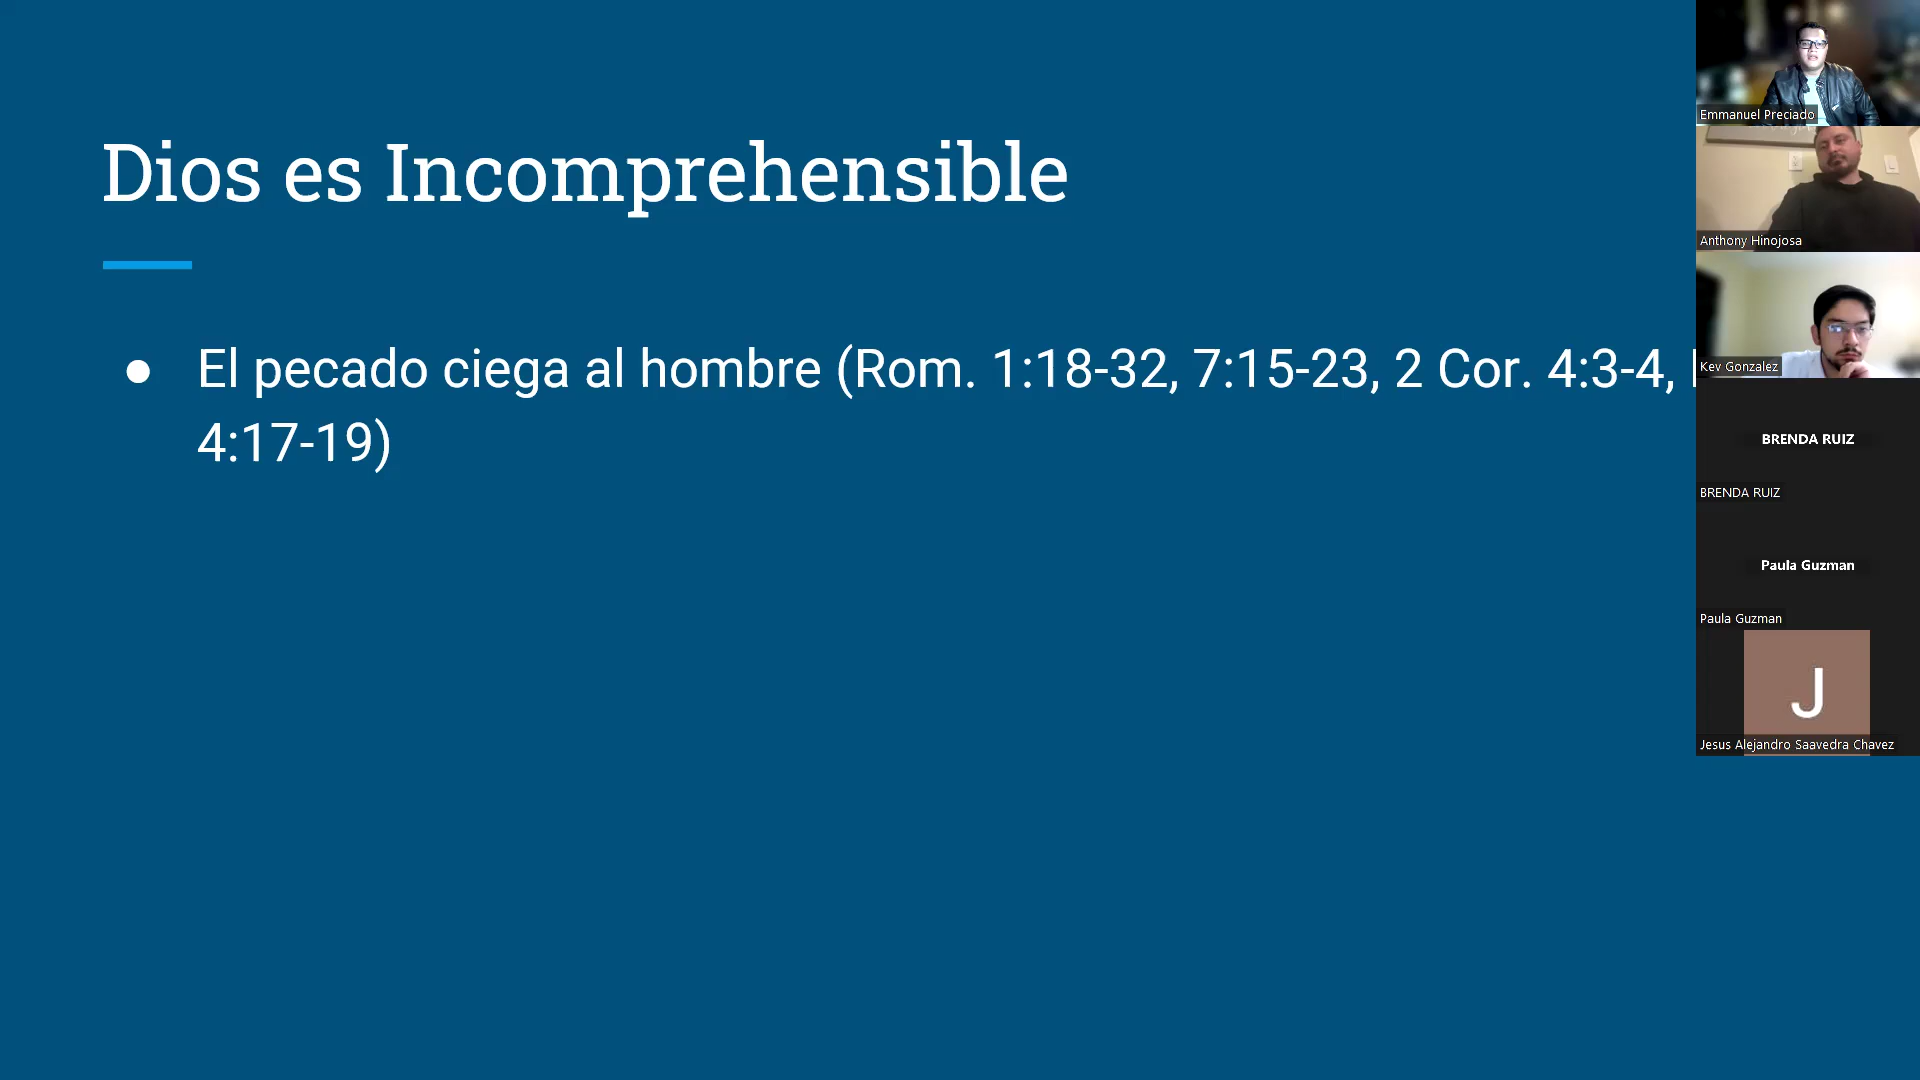 Dios es Incomprehensible
● El pecado ciega al hombre (Rom. 1:18-32, 7:15-23, 2 Cor. 4:3-4,
4:17-19)
Emmanuel Preciado
Anthony Hinojosa
Kev Gonzalez
BRENDA RUIZ
BRENDA RUIZ
Paula Guzman
Paula Guzman
J
Jesus Alejandro Saavedra Chavez